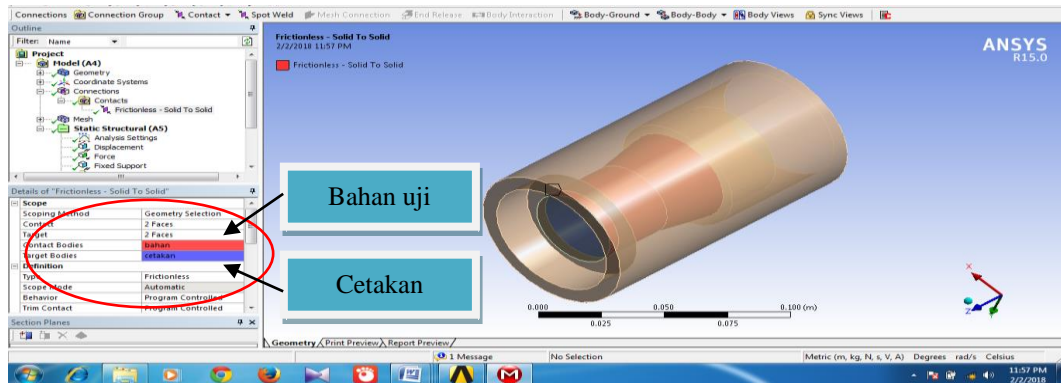 Connections Connection Group Contact Spot Weld Mesh Connection End Release Body Interaction Body-Ground Body-Body Body Views Sync Views
Outline
Filter: Name
Project
Model (A4)
Geometry
Coordinate Systems
Connections
Contacts
Frictionless - Solid To Solid
Mesh
Static Structural (A5)
Analysis Settings
Displacement
Force
Fixed Support
Details of "Frictionless - Solid To Solid"
Scope
Scoping Method Geometry Selection
Contact 2 Faces
Target 2 Faces
Contact Bodies bahan
Target Bodies cetakan
Definition
Type Frictionless
Scope Mode Automatic
Behavior Program Controlled
Trim Contact Program Controlled
Section Planes
Frictionless - Solid To Solid
2/2/2018 11:57 PM
Frictionless - Solid To Solid
ANSYS
R15.0
Bahan uji
Cetakan
0.000 0.050 0.100 (m)
0.025 0.075
X
Z
Geometry Print Preview Report Preview
1 Message No Selection Metric (m, kg, N, s, V, A) Degrees rad/s Celsius
11:57 PM
2/2/2018